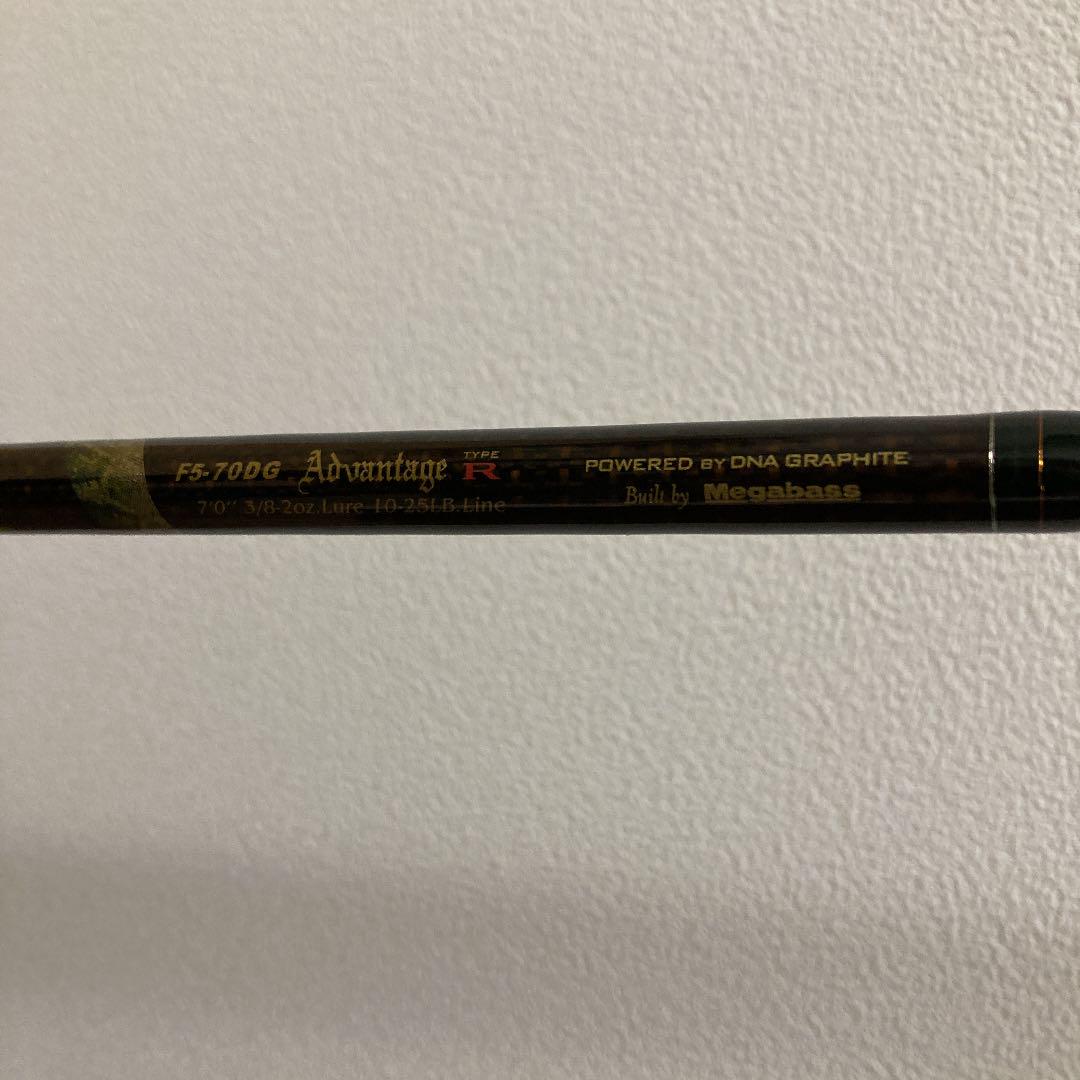 F5-70DG Advantage TYPE R
7'0" 3/8-2oz.Lure 10-25LB.Line
POWERED BY DNA GRAPHITE
Built by Megabass